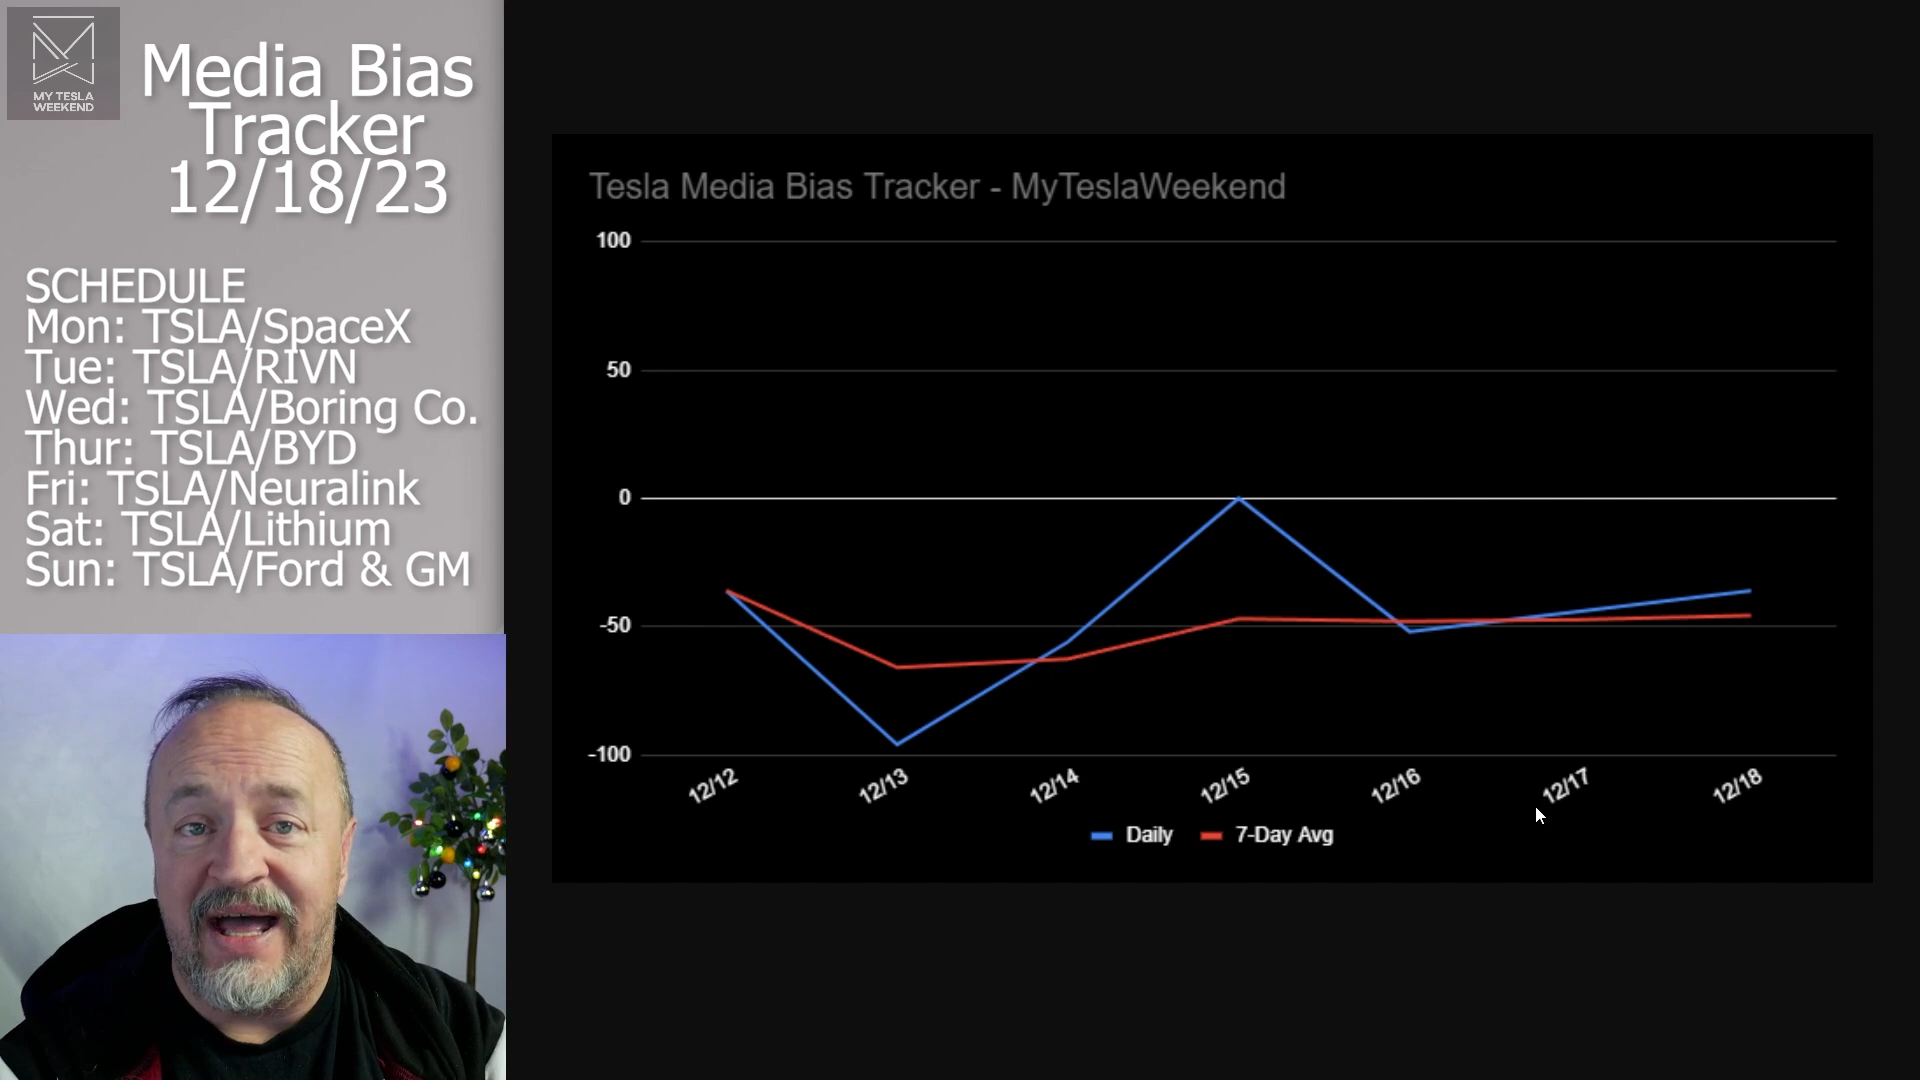 MY TESLA
WEEKEND
Media Bias
Tracker
12/18/23
SCHEDULE
Mon: TSLA/SpaceX
Tue: TSLA/RIVN
Wed: TSLA/Boring Co.
Thur: TSLA/BYD
Fri: TSLA/Neuralink
Sat: TSLA/Lithium
Sun: TSLA/Ford & GM
Tesla Media Bias Tracker - MyTeslaWeekend
100
50
0
-50
-100
12/12 12/13 12/14 12/15 12/16 12/17 12/18
Daily 7-Day Avg